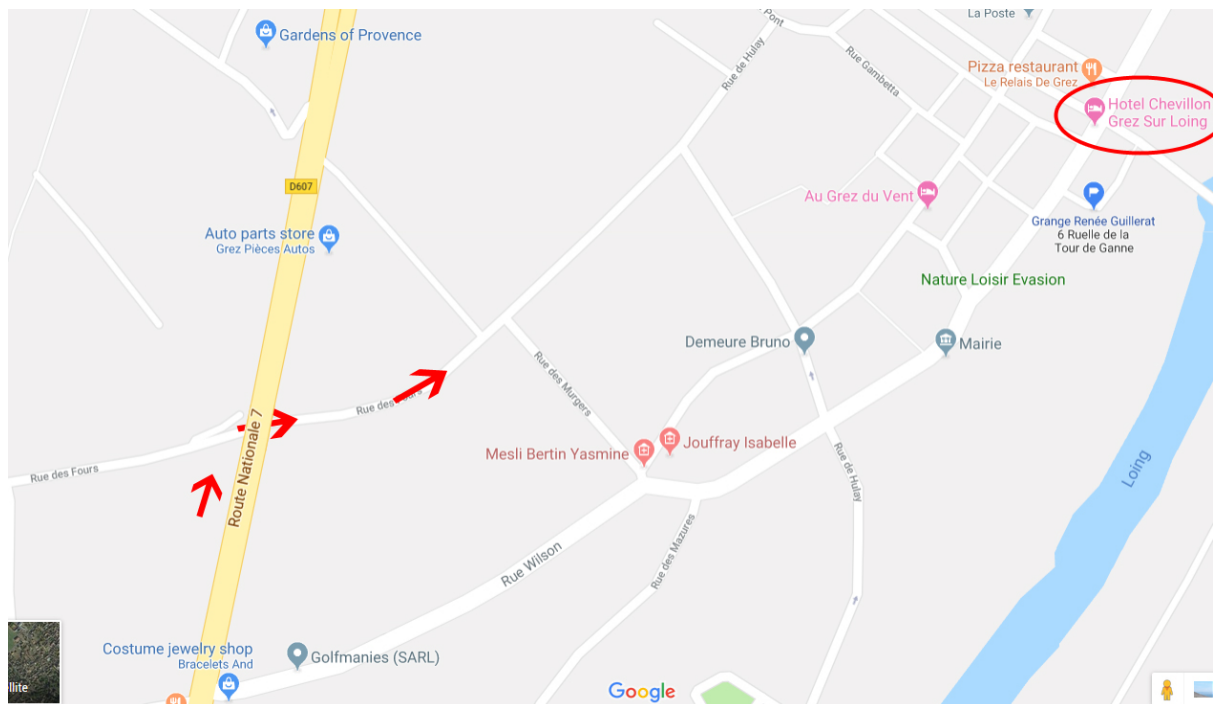 La Poste
Pont
Gardens of Provence
Rue de Hulay
Rue Gambetta
Pizza restaurant
Le Relais De Grez
Hotel Chevillon
Grez Sur Loing
D607
Au Grez du Vent
Grange Renée Guillerat
6 Ruelle de la
Tour de Ganne
Auto parts store
Grez Pièces Autos
Nature Loisir Evasion
Demeure Bruno
Mairie
Rue des Murgers
Rue des
Route Nationale 7
Mesli Bertin Yasmine
Jouffray Isabelle
Rue de Hulay
Loing
Rue des Fours
Rue Wilson
Rue des Mazures
Costume jewelry shop
Bracelets And
Golfmanies (SARL)
llite
Google